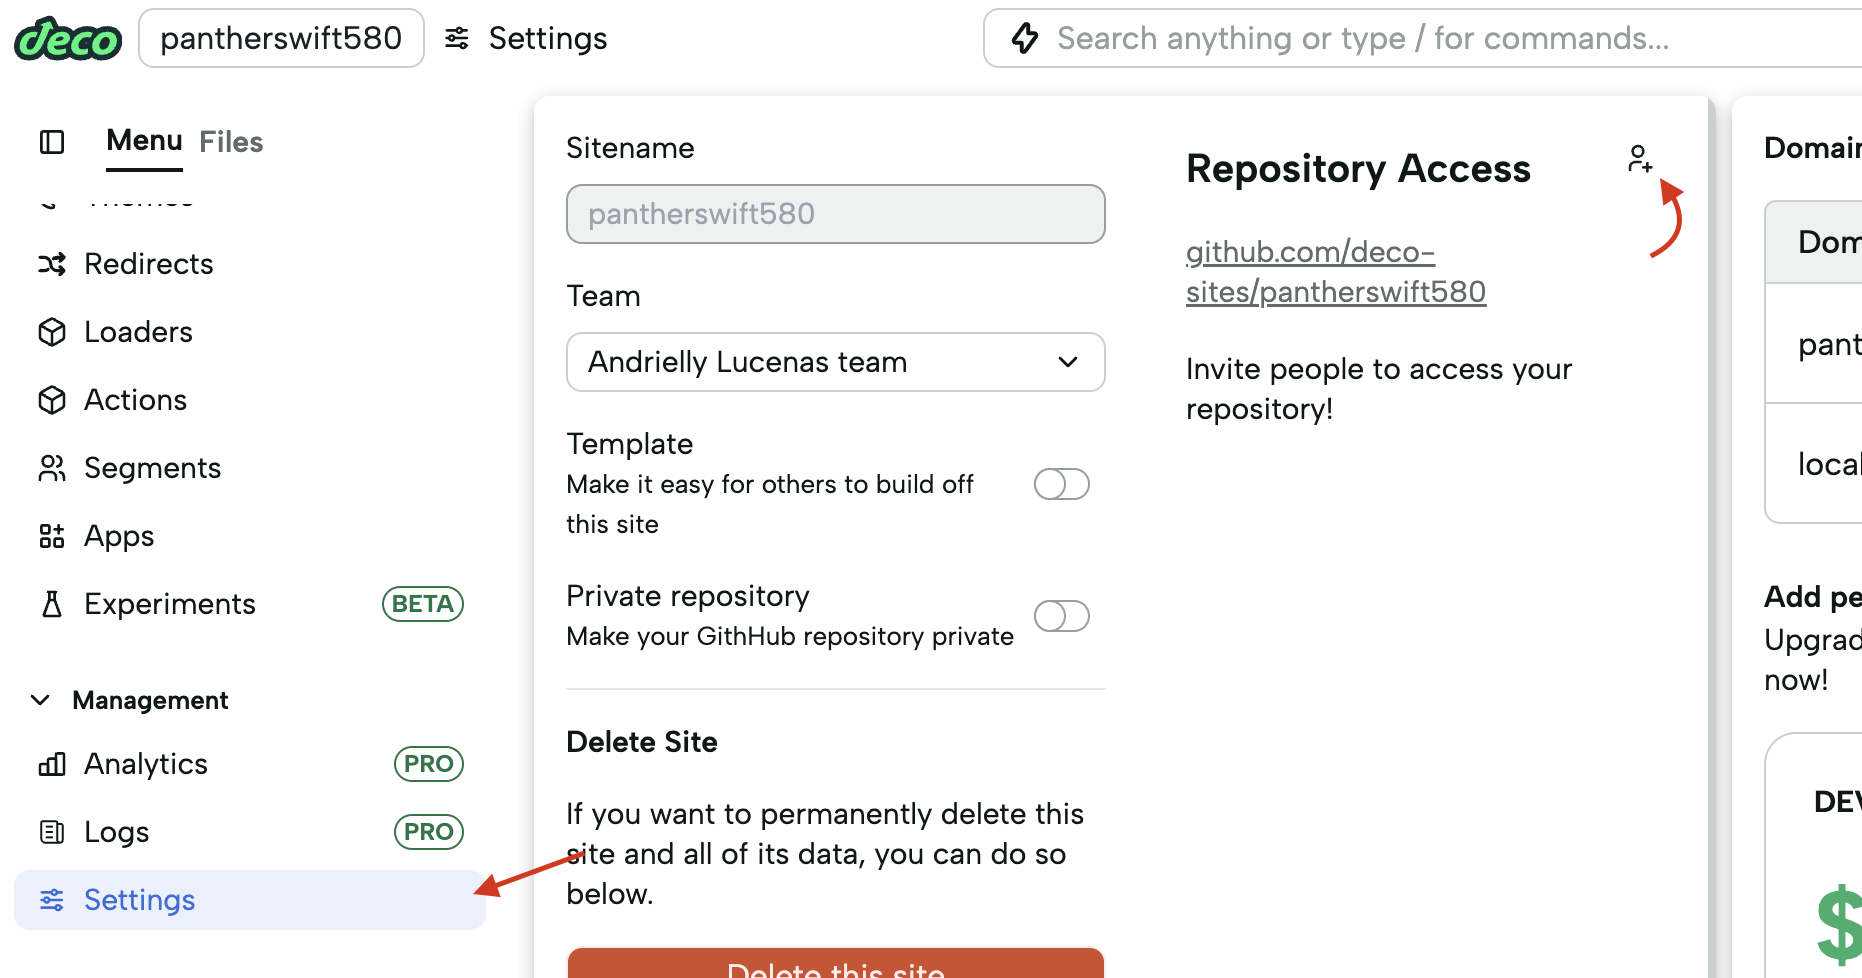 deco
pantherswift580
Settings
Search anything or type / for commands...
Menu
Files
Redirects
Loaders
Actions
Segments
Apps
Experiments
BETA
Management
Analytics
PRO
Logs
PRO
Settings
Sitename
pantherswift580
Team
Andrielly Lucenas team
Template
Make it easy for others to build off
this site
Private repository
Make your GithHub repository private
Delete Site
If you want to permanently delete this
site and all of its data, you can do so
below.
Delete this site
Repository Access
github.com/deco-
sites/pantherswift580
Invite people to access your
repository!
Domain
Dom
pant
local
Add pe
Upgrad
now!
DEV
$